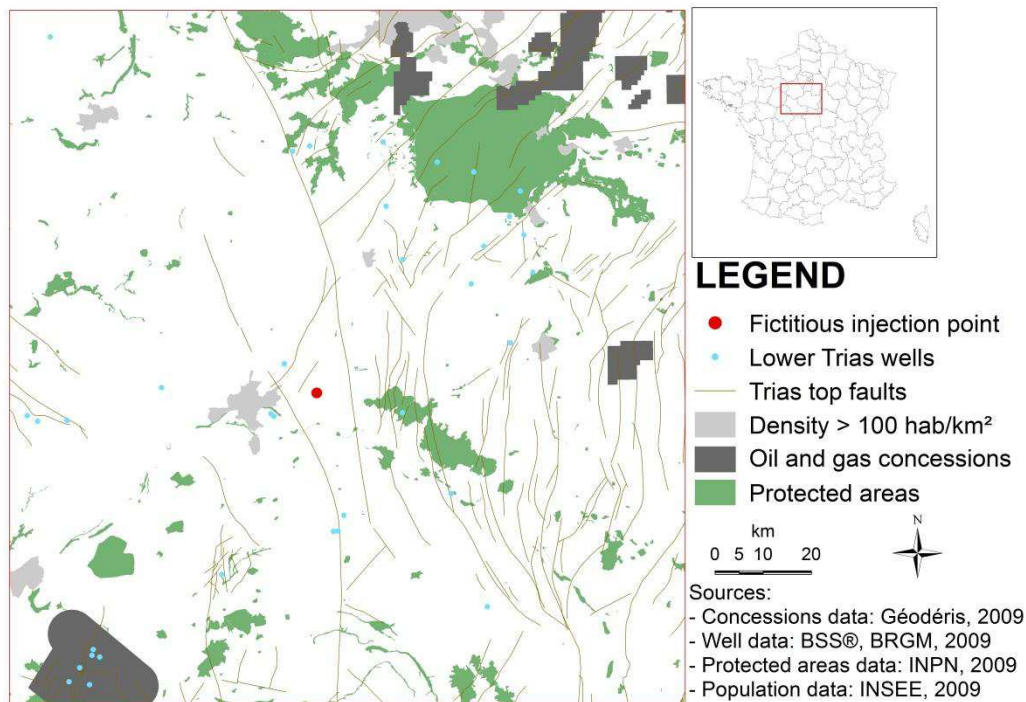 LEGEND
Fictitious injection point
Lower Trias wells
Trias top faults
Density > 100 hab/km²
Oil and gas concessions
Protected areas
km
0 5 10 20
N
Sources:
- Concessions data: Géodéris, 2009
- Well data: BSS®, BRGM, 2009
- Protected areas data: INPN, 2009
- Population data: INSEE, 2009